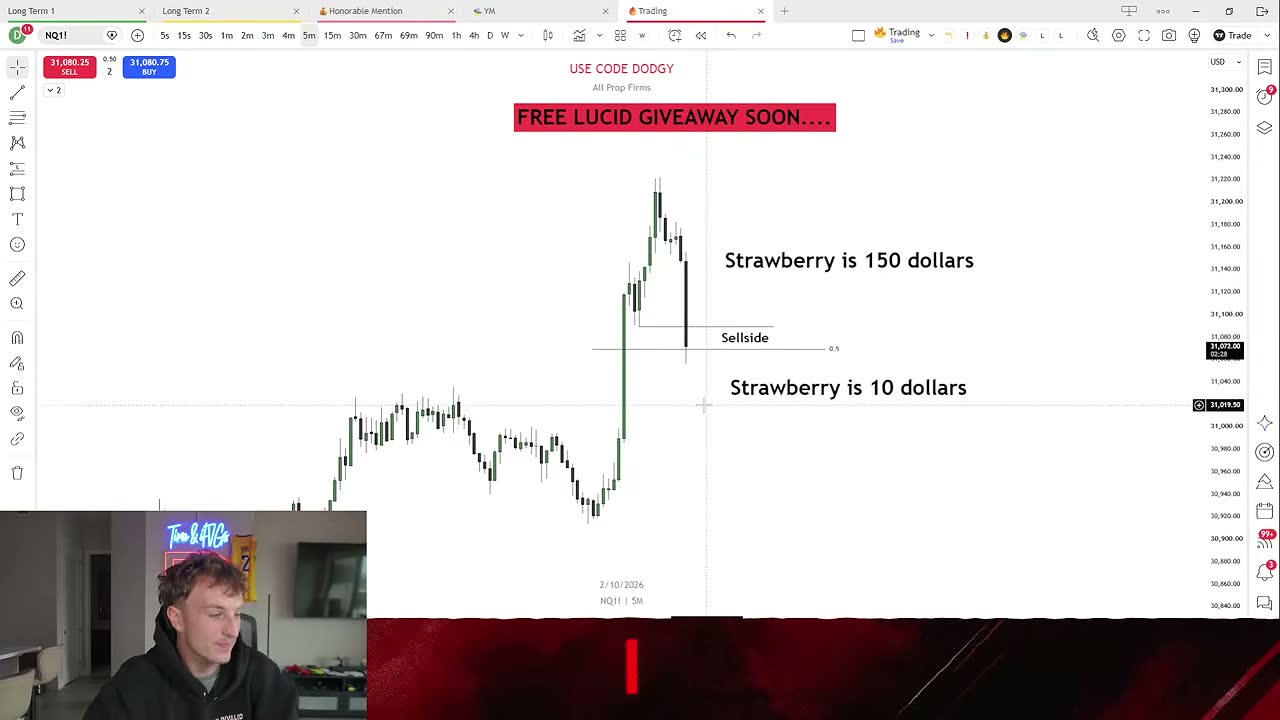 Long Term 1
Long Term 2
Honorable Mention
YM
Trading
D
11
NQ1!
5s
15s
30s
1m
2m
3m
4m
5m
15m
30m
67m
69m
90m
1h
4h
D
W
W
Trading
Save
L
L
Trade
31,080.25
SELL
0.50
2
31,080.75
BUY
2
USE CODE DODGY
All Prop Firms
FREE LUCID GIVEAWAY SOON....
Strawberry is 150 dollars
Sellside
0.5
Strawberry is 10 dollars
2/10/2026
NQ1! | 5M
USD
31,300.00
31,280.00
31,260.00
31,240.00
31,220.00
31,200.00
31,180.00
31,160.00
31,140.00
31,120.00
31,100.00
31,080.00
31,072.00
02:28
31,040.00
31,019.50
31,000.00
30,980.00
30,960.00
30,940.00
30,920.00
30,900.00
30,880.00
30,860.00
30,840.00
9
99+
3
2